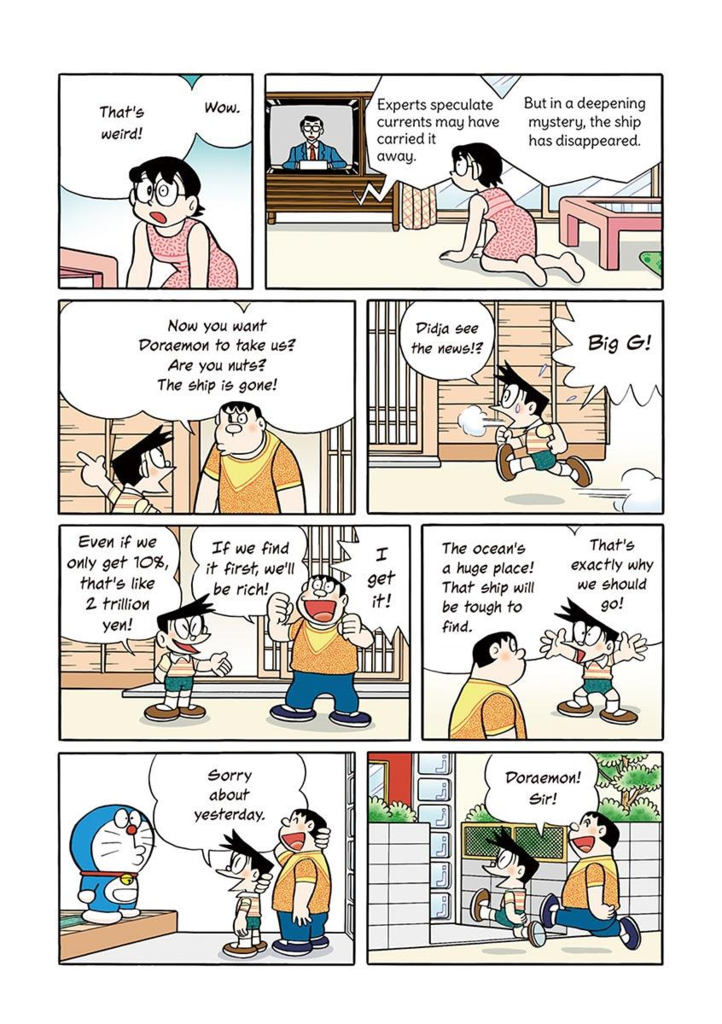 But in a deepening
mystery, the ship
has disappeared.
Experts speculate
currents may have
carried it
away.
Wow.
That's
weird!
Big G!
Didja see
the news!?
Now you want
Doraemon to take us?
Are you nuts?
The ship is gone!
That's
exactly why
we should
go!
The ocean's
a huge place!
That ship will
be tough to
find.
I
get
it!
If we find
it first, we'll
be rich!
Even if we
only get 10%,
that's like
2 trillion
yen!
Doraemon!
Sir!
Sorry
about
yesterday.